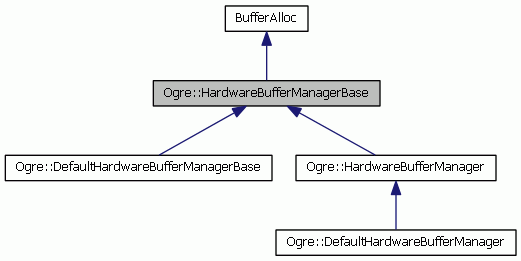 BufferAlloc
Ogre::HardwareBufferManagerBase
Ogre::DefaultHardwareBufferManagerBase
Ogre::HardwareBufferManager
Ogre::DefaultHardwareBufferManager